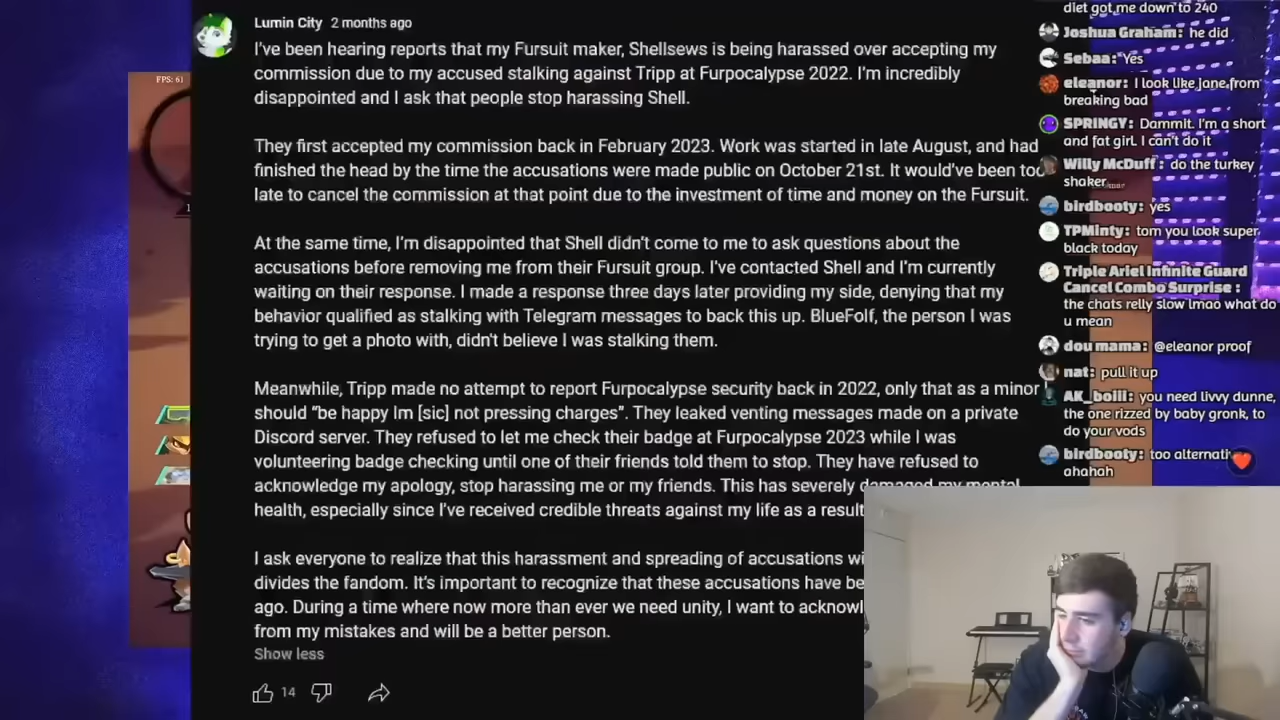 FPS: 61
Lumin City 2 months ago
I've been hearing reports that my Fursuit maker, Shellsews is being harassed over accepting my
commission due to my accused stalking against Tripp at Furpocalypse 2022. I'm incredibly
disappointed and I ask that people stop harassing Shell.
They first accepted my commission back in February 2023. Work was started in late August, and had
finished the head by the time the accusations were made public on October 21st. It would've been too
late to cancel the commission at that point due to the investment of time and money on the Fursuit.
At the same time, I'm disappointed that Shell didn't come to me to ask questions about the
accusations before removing me from their Fursuit group. I've contacted Shell and I'm currently
waiting on their response. I made a response three days later providing my side, denying that my
behavior qualified as stalking with Telegram messages to back this up. BlueFolf, the person I was
trying to get a photo with, didn't believe I was stalking them.
Meanwhile, Tripp made no attempt to report Furpocalypse security back in 2022, only that as a minor
should “be happy Im [sic] not pressing charges”. They leaked venting messages made on a private
Discord server. They refused to let me check their badge at Furpocalypse 2023 while I was
volunteering badge checking until one of their friends told them to stop. They have refused to
acknowledge my apology, stop harassing me or my friends. This has severely damaged my mental
health, especially since I've received credible threats against my life as a result
I ask everyone to realize that this harassment and spreading of accusations wi
divides the fandom. It's important to recognize that these accusations have be
ago. During a time where now more than ever we need unity, I want to acknowl
from my mistakes and will be a better person.
Show less
14
diet got me down to 240
Joshua Graham: he did
Sebaa: Yes
eleanor: I look like jane from
breaking bad
SPRINGY: Dammit. I'm a short
and fat girl. I can't do it
Willy McDuff: do the turkey
shaker
birdbooty: yes
TPMinty: tom you look super
black today
Triple Ariel Infinite Guard
Cancel Combo Surprise :
the chats relly slow lmao what do
u mean
dou mama: @eleanor proof
nat: pull it up
AK_boiii: you need livvy dunne,
the one rizzed by baby gronk, to
do your vods
birdbooty: too alternati
ahahah